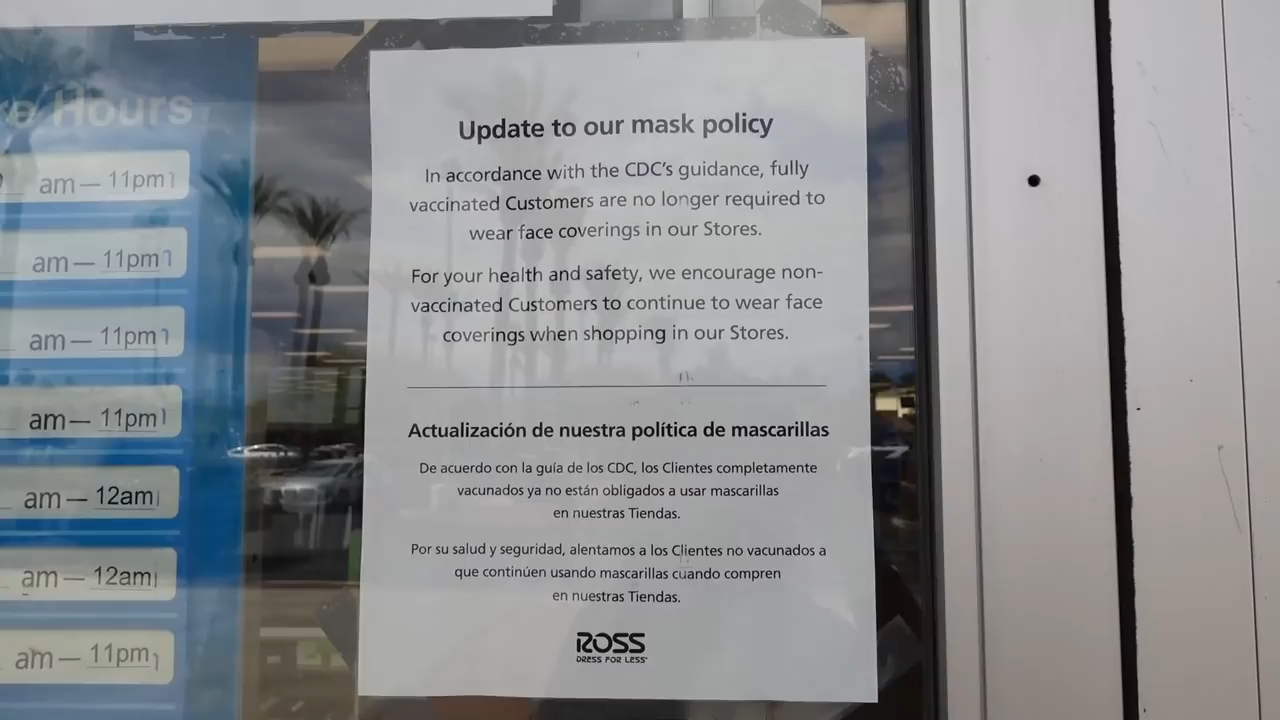 Hours
am — 11pm
am — 11pm
am — 11pm
am — 11pm
am — 12am
am — 12am
am — 11pm
Update to our mask policy
In accordance with the CDC's guidance, fully
vaccinated Customers are no longer required to
wear face coverings in our Stores.
For your health and safety, we encourage non-
vaccinated Customers to continue to wear face
coverings when shopping in our Stores.
Actualización de nuestra política de mascarillas
De acuerdo con la guía de los CDC, los Clientes completamente
vacunados ya no están obligados a usar mascarillas
en nuestras Tiendas.
Por su salud y seguridad, alentamos a los Clientes no vacunados a
que continúen usando mascarillas cuando compren
en nuestras Tiendas.
ROSS
DRESS FOR LESS